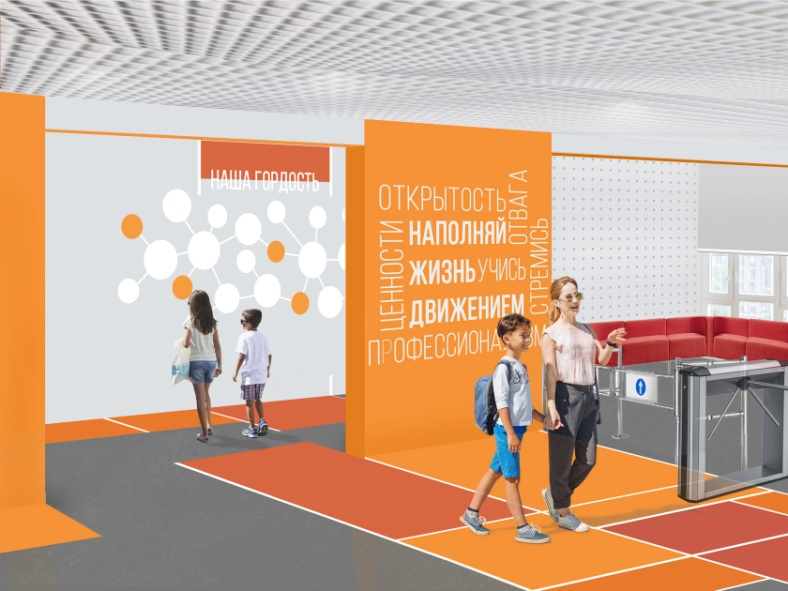 НАША ГОРДОСТЬ
ОТКРЫТОСТЬ
ОТВАГА
ЦЕННОСТИ
НАПОЛНЯЙ
ЖИЗНЬ УЧИСЬ
ДВИЖЕНИЕМ
СТРЕМИСЬ